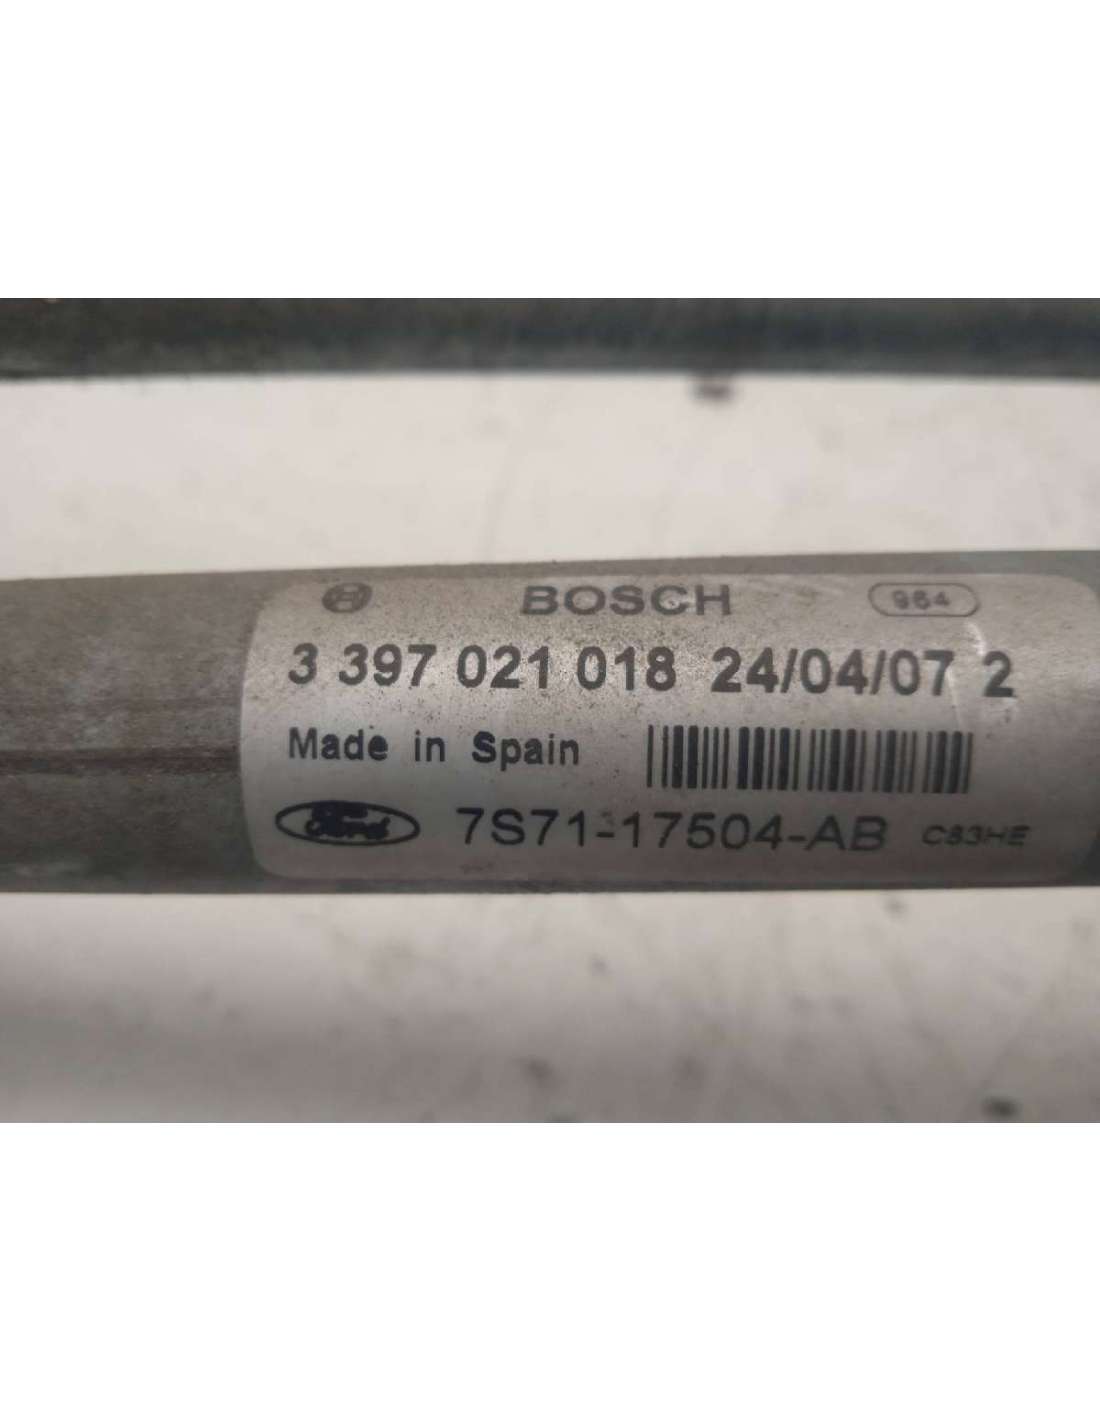 BOSCH 964
3 397 021 018 24/04/07 2
Made in Spain
Ford 7S71-17504-AB C83HE